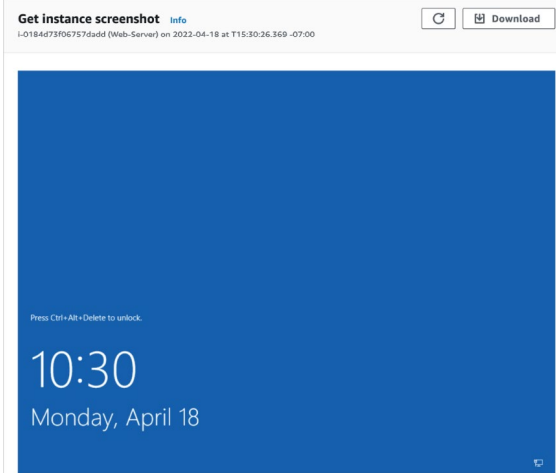 Get instance screenshot Info
i-0184d73f06757dadd (Web-Server) on 2022-04-18 at T15:30:26.369 -07:00
Download
Press Ctrl+Alt+Delete to unlock.
10:30
Monday, April 18